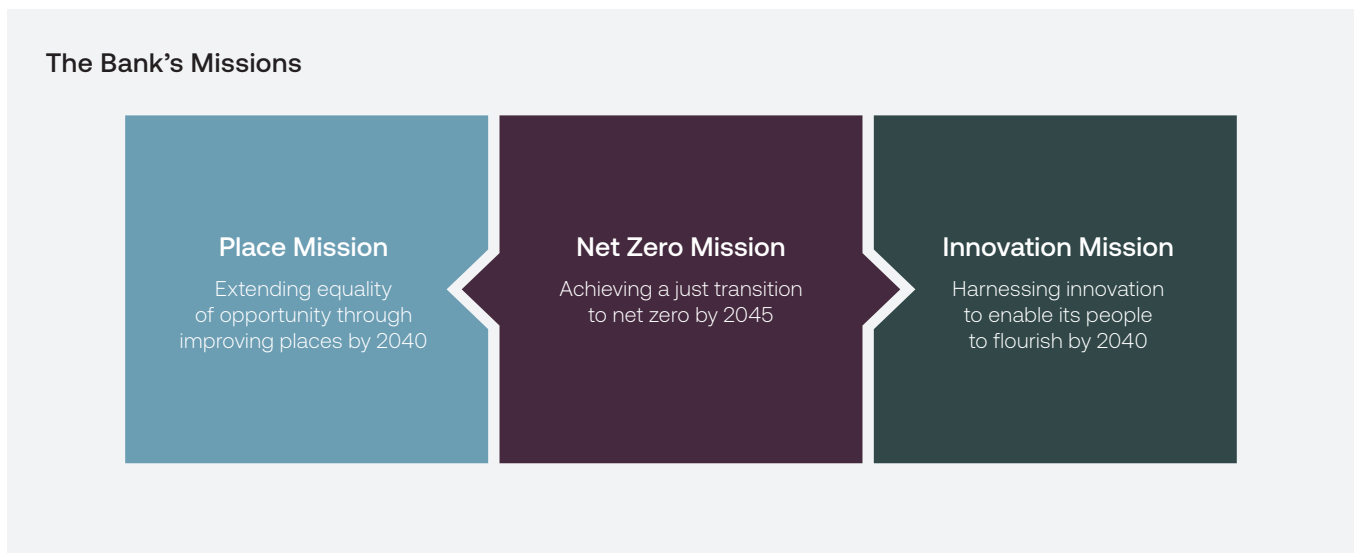 The Bank’s Missions
Place Mission
Extending equality
of opportunity through
improving places by 2040
Net Zero Mission
Achieving a just transition
to net zero by 2045
Innovation Mission
Harnessing innovation
to enable its people
to flourish by 2040